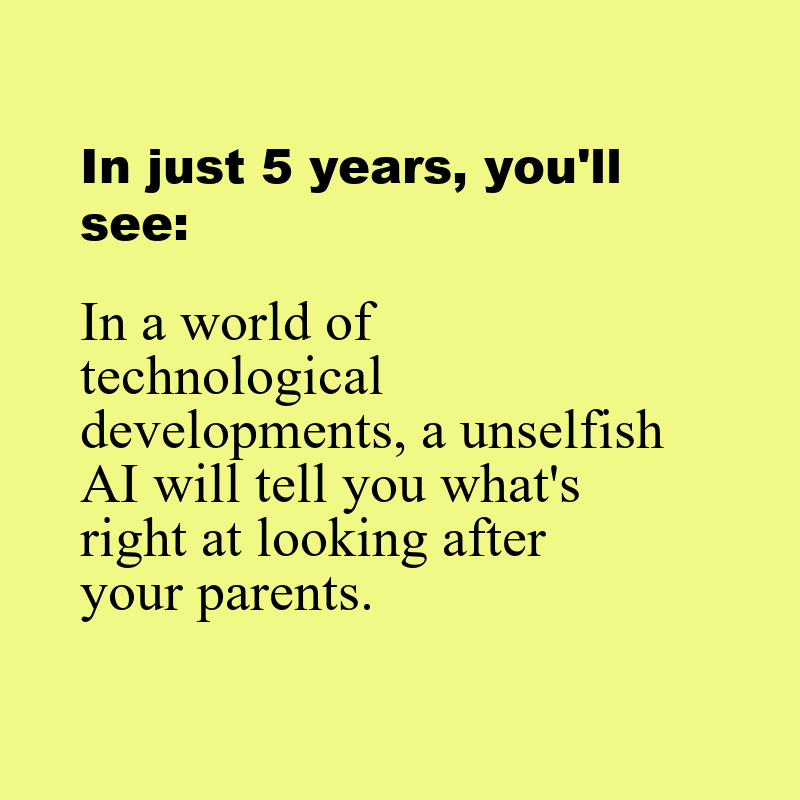 In just 5 years, you'll
see:
In a world of
technological
developments, a unselfish
AI will tell you what's
right at looking after
your parents.